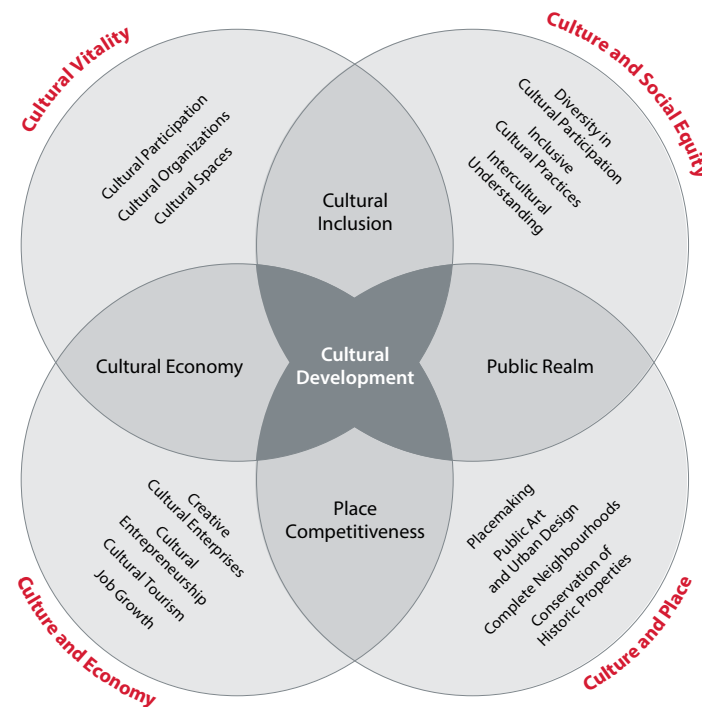 Cultural Vitality
Cultural Participation
Cultural Organizations
Cultural Spaces
Culture and Social Equity
Diversity in
Cultural Participation
Inclusive
Cultural Practices
Intercultural
Understanding
Cultural
Inclusion
Cultural Economy
Cultural
Development
Public Realm
Place
Competitiveness
Creative
Cultural Enterprises
Cultural
Entrepreneurship
Cultural Tourism
Job Growth
Culture and Economy
Placemaking
Public Art
and Urban Design
Complete Neighbourhoods
Conservation of
Historic Properties
Culture and Place